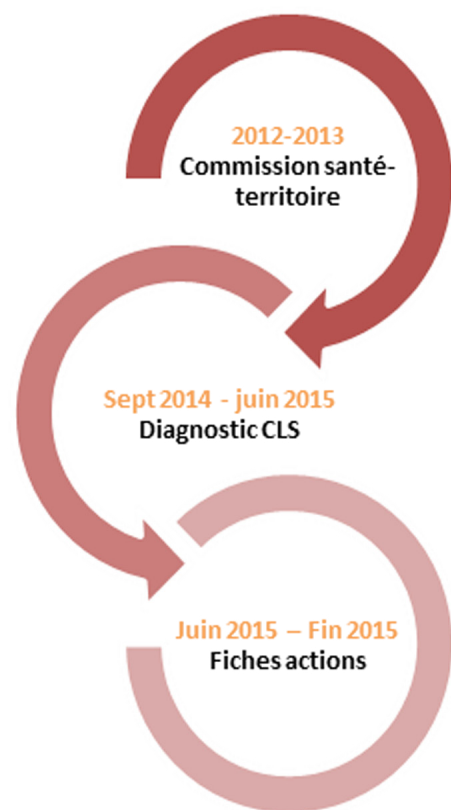 2012-2013
Commission santé-
territoire
Sept 2014 - juin 2015
Diagnostic CLS
Juin 2015 – Fin 2015
Fiches actions